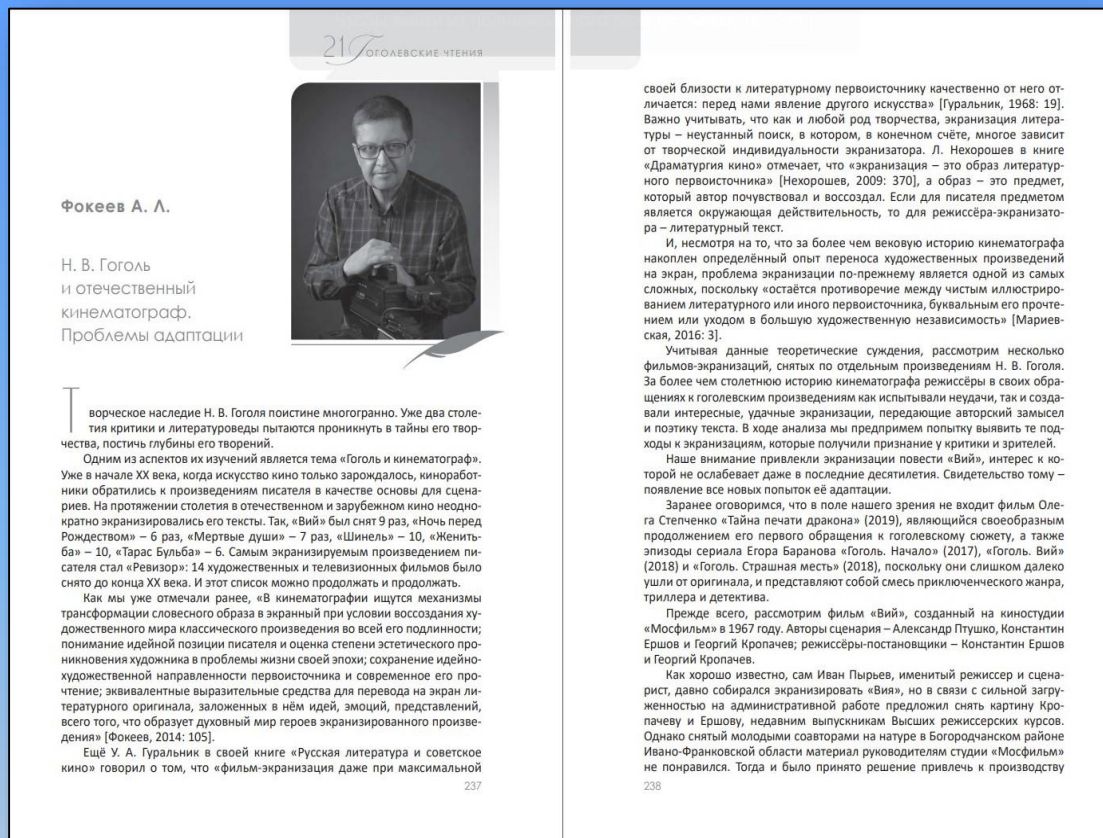 21 Гоголевские чтения
Фокеев А. Л.
Н. В. Гоголь
и отечественный
кинематограф.
Проблемы адаптации
Творческое наследие Н. В. Гоголя поистине многогранно. Уже два столе-
тия критики и литературоведы пытаются проникнуть в тайны его твор-
чества, постичь глубины его творений.
Одним из аспектов их изучения является тема «Гоголь и кинематограф».
Уже в начале XX века, когда искусство кино только зарождалось, киноработ-
ники обратились к произведениям писателя в качестве основы для сцена-
риев. На протяжении столетия в отечественном и зарубежном кино неодно-
кратно экранизировались его тексты. Так, «Вий» был снят 9 раз, «Ночь перед
Рождеством» – 6 раз, «Мертвые души» – 7 раз, «Шинель» – 10, «Женить-
ба» – 10, «Тарас Бульба» – 6. Самым экранизируемым произведением пи-
сателя стал «Ревизор»: 14 художественных и телевизионных фильмов было
снято до конца XX века. И этот список можно продолжать и продолжать.
Как мы уже отмечали ранее, «В кинематографии ищутся механизмы
трансформации словесного образа в экранный при условии воссоздания ху-
дожественного мира классического произведения во всей его подлинности;
понимание идейной позиции писателя и оценка степени эстетического про-
никновения художника в проблемы жизни своей эпохи; сохранение идейно-
художественной направленности первоисточника и современное его про-
чтение; эквивалентные выразительные средства для перевода на экран ли-
тературного оригинала, заложенных в нём идей, эмоций, представлений,
всего того, что образует духовный мир героев экранизированного произве-
дения» [Фокеев, 2014: 105].
Ещё У. А. Гуральник в своей книге «Русская литература и советское
кино» говорил о том, что «фильм-экранизация даже при максимальной
237
своей близости к литературному первоисточнику качественно от него от-
личается: перед нами явление другого искусства» [Гуральник, 1968: 19].
Важно учитывать, что как и любой род творчества, экранизация литера-
туры – неустанный поиск, в котором, в конечном счёте, многое зависит
от творческой индивидуальности экранизатора. Л. Нехорошев в книге
«Драматургия кино» отмечает, что «экранизация – это образ литератур-
ного первоисточника» [Нехорошев, 2009: 370], а образ – это предмет,
который автор почувствовал и воссоздал. Если для писателя предметом
является окружающая действительность, то для режиссёра-экранизато-
ра – литературный текст.
И, несмотря на то, что за более чем вековую историю кинематографа
накоплен определённый опыт переноса художественных произведений
на экран, проблема экранизации по-прежнему является одной из самых
сложных, поскольку «остаётся противоречие между чистым иллюстриро-
ванием литературного или иного первоисточника, буквальным его прочте-
нием или уходом в большую художественную независимость» [Мариев-
ская, 2016: 3].
Учитывая данные теоретические суждения, рассмотрим несколько
фильмов-экранизаций, снятых по отдельным произведениям Н. В. Гоголя.
За более чем столетнюю историю кинематографа режиссёры в своих обра-
щениях к гоголевским произведениям как испытывали неудачи, так и созда-
вали интересные, удачные экранизации, передающие авторский замысел
и поэтику текста. В ходе анализа мы предпримем попытку выявить те под-
ходы к экранизациям, которые получили признание у критики и зрителей.
Наше внимание привлекли экранизации повести «Вий», интерес к ко-
торой не ослабевает даже в последние десятилетия. Свидетельство тому –
появление все новых попыток её адаптации.
Заранее оговоримся, что в поле нашего зрения не входит фильм Оле-
га Степченко «Тайна печати дракона» (2019), являющийся своеобразным
продолжением его первого обращения к гоголевскому сюжету, а также
эпизоды сериала Егора Баранова «Гоголь. Начало» (2017), «Гоголь. Вий»
(2018) и «Гоголь. Страшная месть» (2018), поскольку они слишком далеко
ушли от оригинала, и представляют собой смесь приключенческого жанра,
триллера и детектива.
Прежде всего, рассмотрим фильм «Вий», созданный на киностудии
«Мосфильм» в 1967 году. Авторы сценария – Александр Птушко, Константин
Ершов и Георгий Кропачев; режиссёры-постановщики – Константин Ершов
и Георгий Кропачев.
Как хорошо известно, сам Иван Пырьев, именитый режиссер и сцена-
рист, давно собирался экранизировать «Вия», но в связи с сильной загру-
женностью на административной работе предложил снять картину Кро-
пачеву и Ершову, недавним выпускникам Высших режиссерских курсов.
Однако снятый молодыми соавторами на натуре в Богородчанском районе
Ивано-Франковской области материал руководителям студии «Мосфильм»
не понравился. Тогда и было принято решение привлечь к производству
238